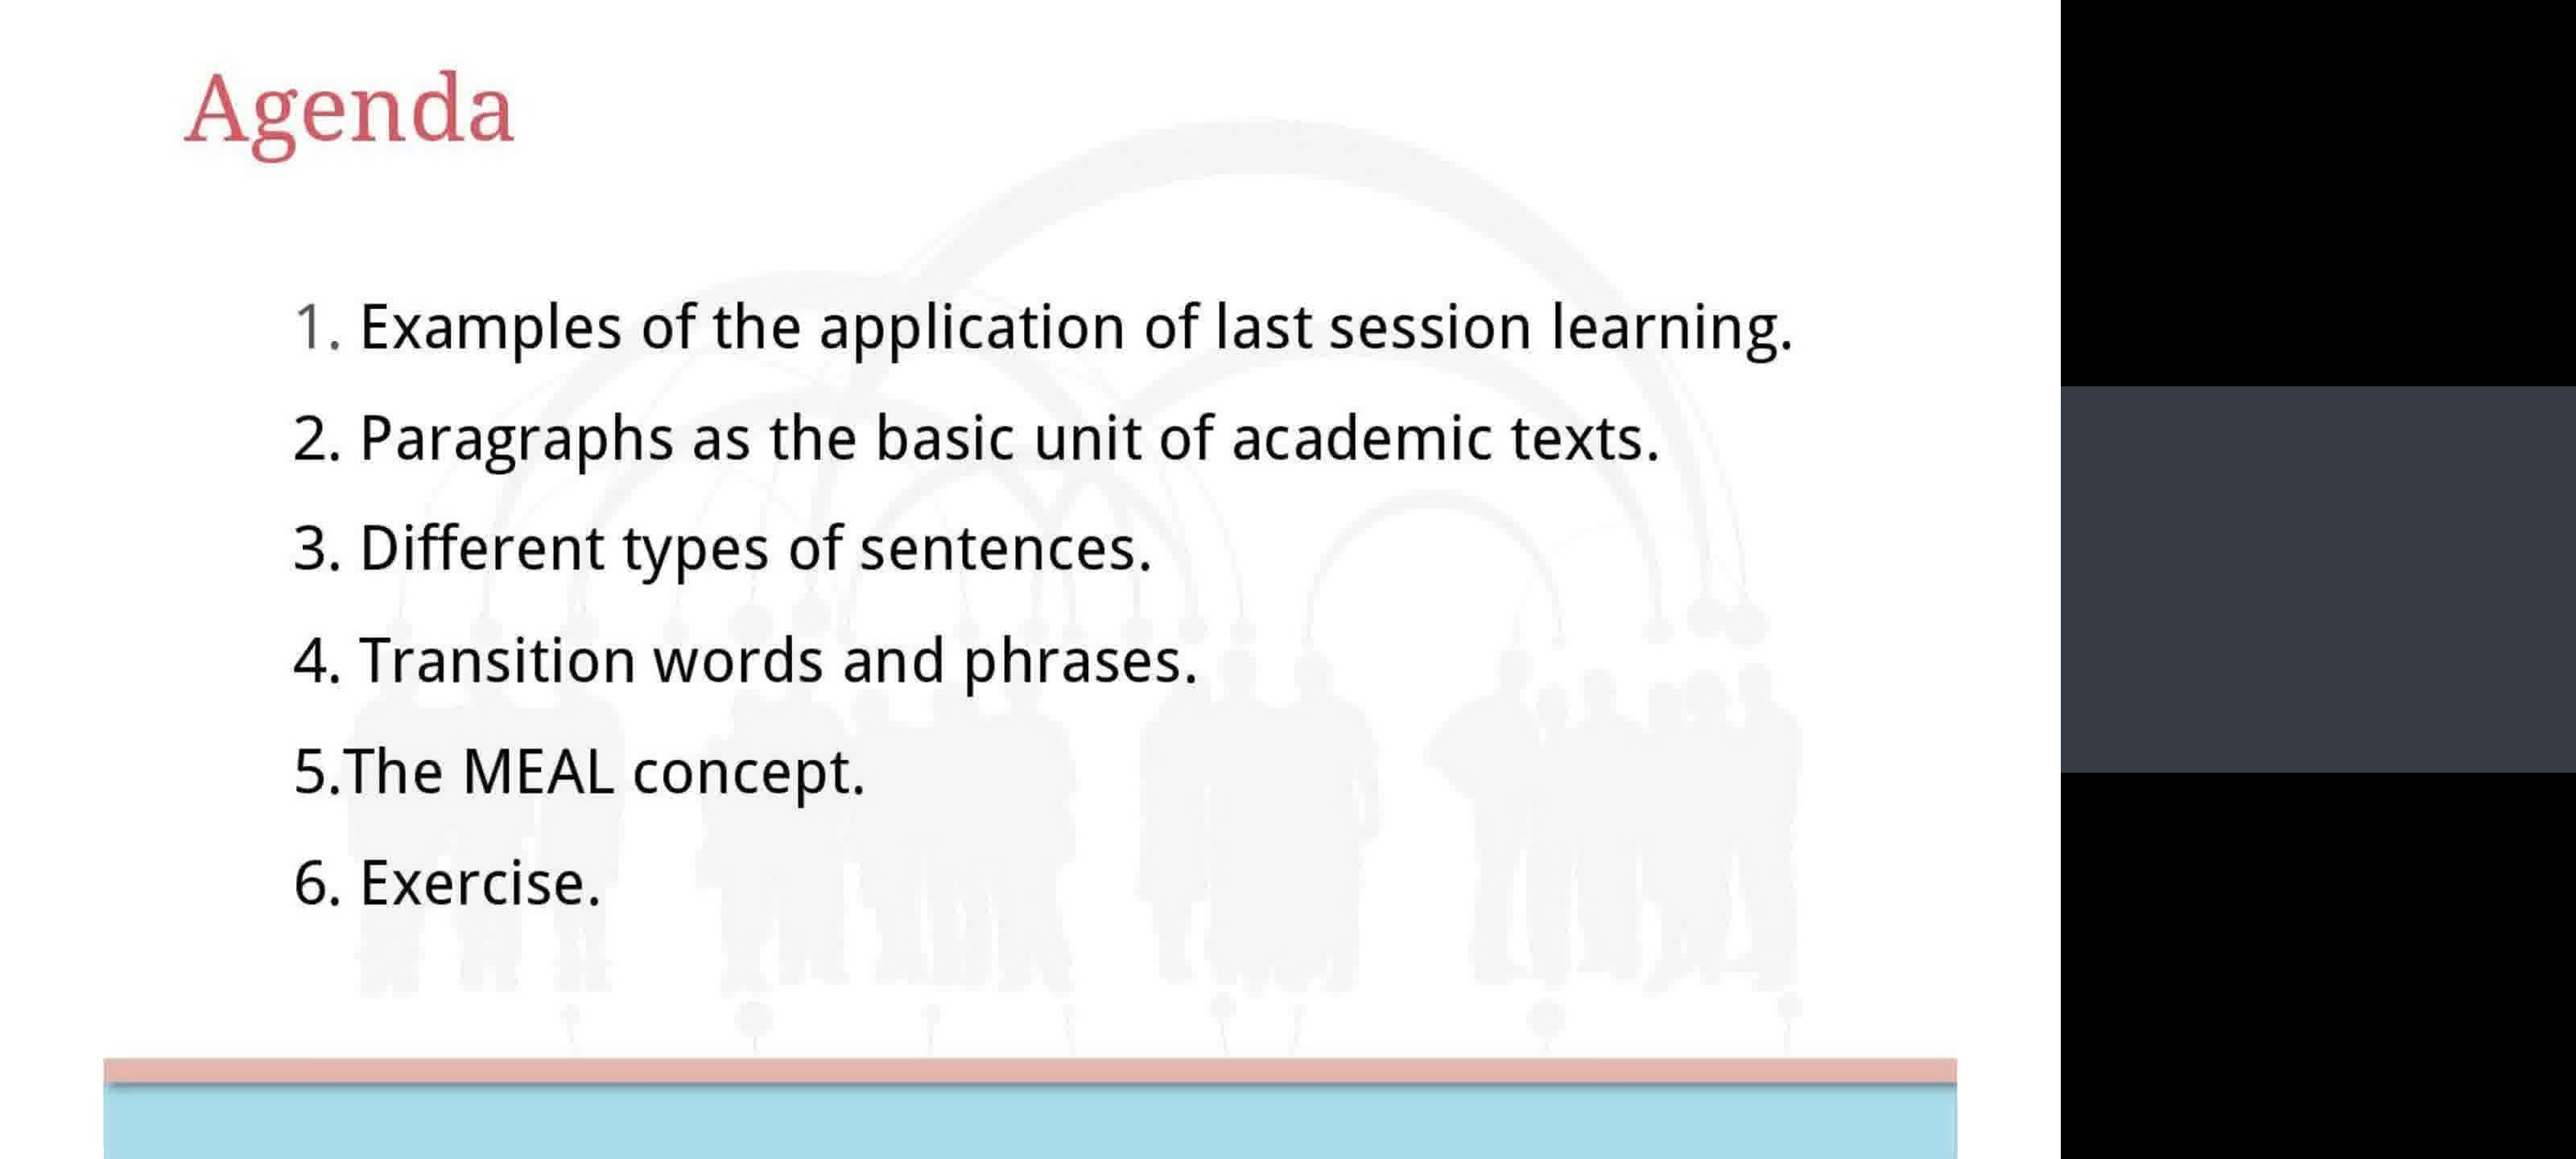 Agenda
1. Examples of the application of last session learning.
2. Paragraphs as the basic unit of academic texts.
3. Different types of sentences.
4. Transition words and phrases.
5.The MEAL concept.
6. Exercise.